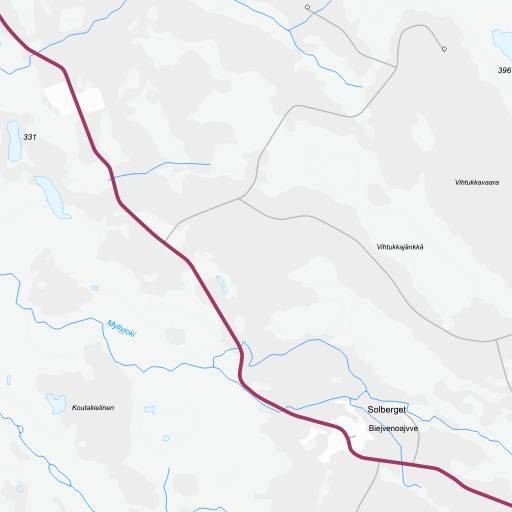 396
331
Vihtukkavaara
Vihtukkajänkkä
Myllyjoki
Koutakielinen
Solberget
Biejvenoajvve